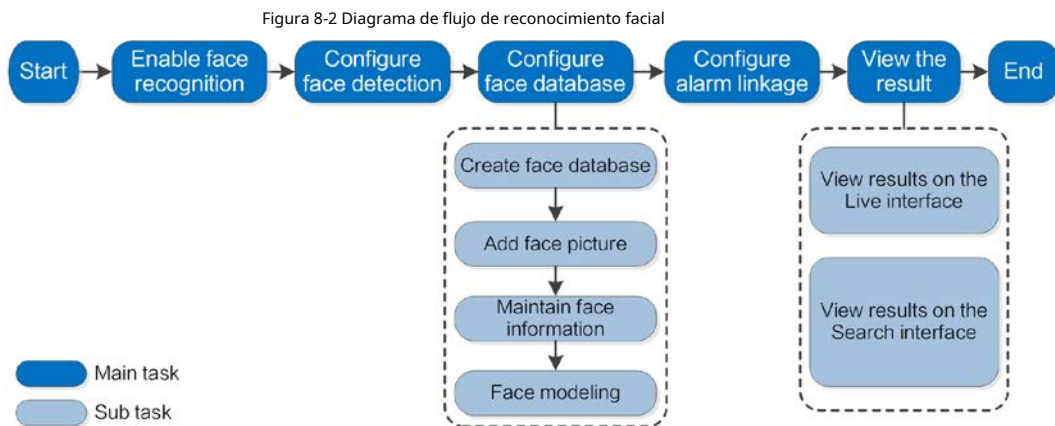 Figura 8-2 Diagrama de flujo de reconocimiento facial
Start
Enable face
recognition
Configure
face detection
Configure
face database
Configure
alarm linkage
View the
result
End
Create face database
Add face picture
Maintain face
information
Face modeling
View results on the
Live interface
View results on the
Search interface
Main task
Sub task